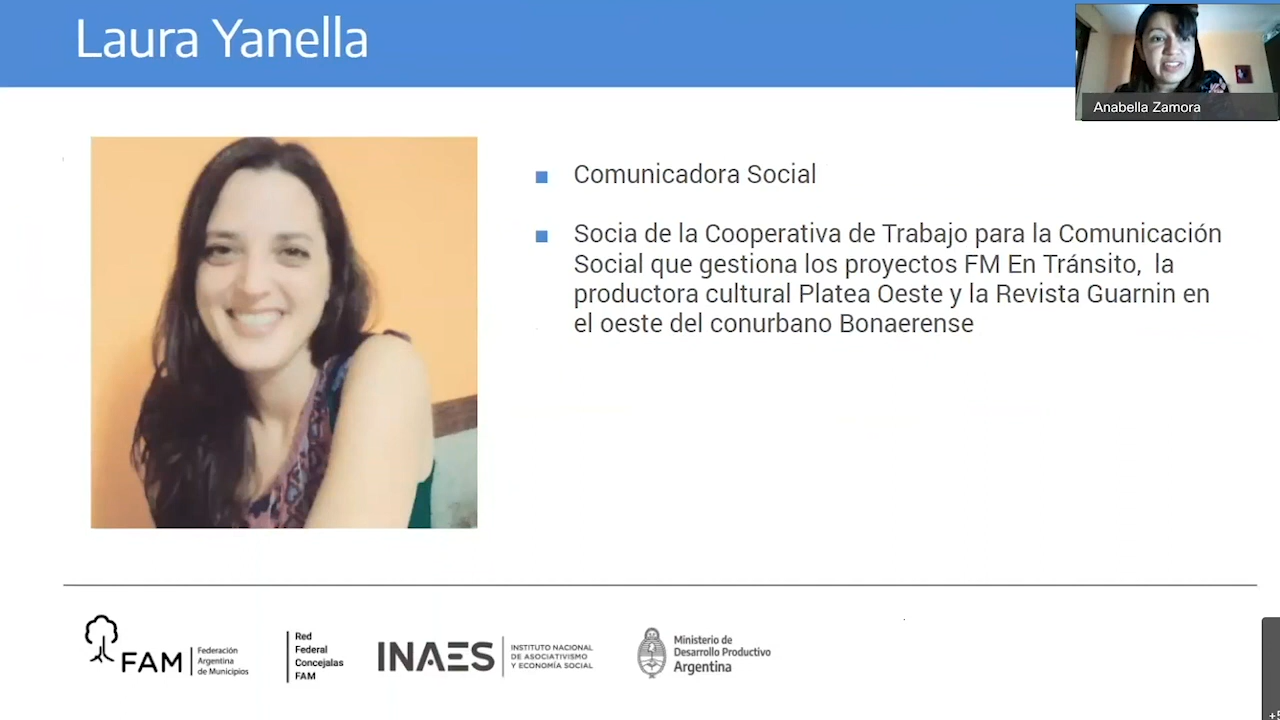 Laura Yanella
Anabella Zamora
Comunicadora Social
Socia de la Cooperativa de Trabajo para la Comunicación
Social que gestiona los proyectos FM En Tránsito, la
productora cultural Platea Oeste y la Revista Guarnin en
el oeste del conurbano Bonaerense
FAM
Federación
Argentina
de Municipios
Red
Federal
Concejalas
FAM
INAES
INSTITUTO NACIONAL
DE ASOCIATIVISMO
Y ECONOMÍA SOCIAL
Ministerio de
Desarrollo Productivo
Argentina